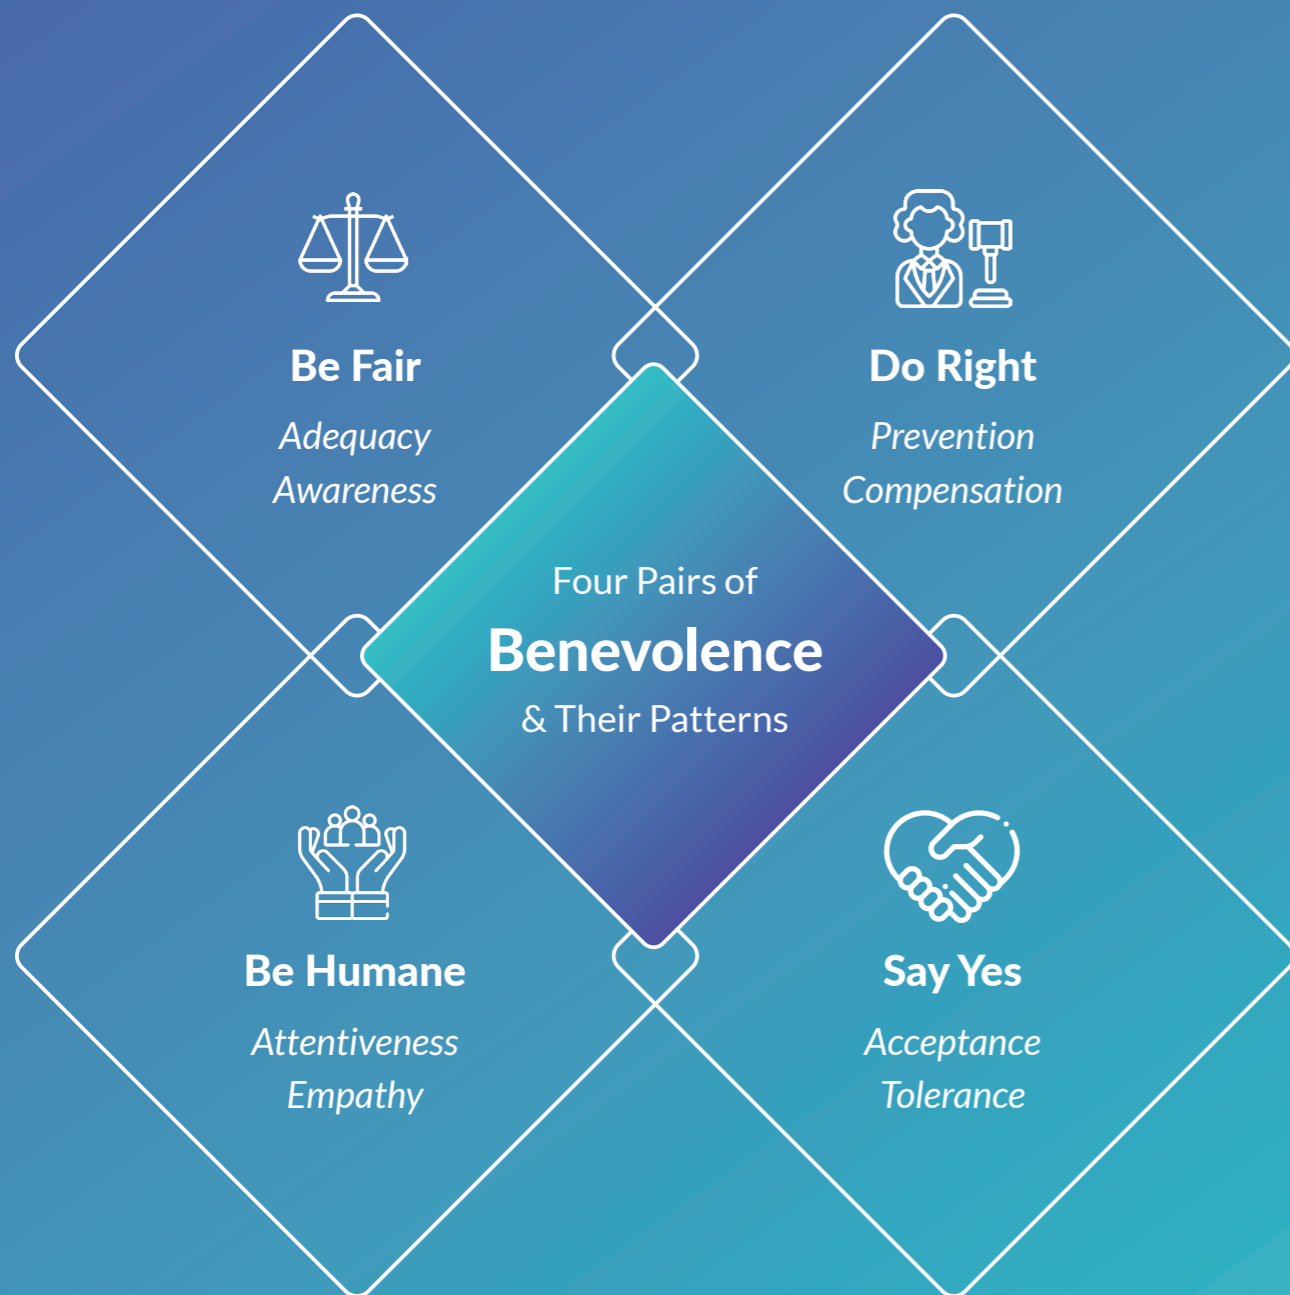 Be Fair
Adequacy
Awareness
Do Right
Prevention
Compensation
Four Pairs of
Benevolence
& Their Patterns
Be Humane
Attentiveness
Empathy
Say Yes
Acceptance
Tolerance